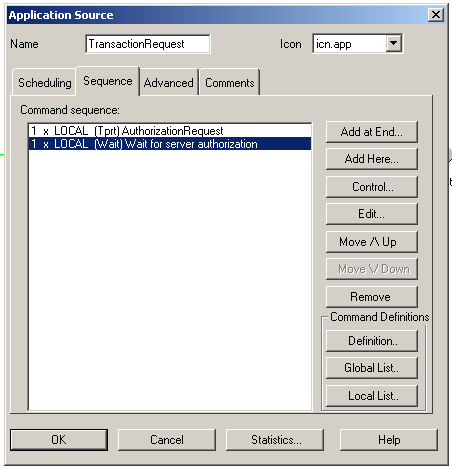 Application Source
Name TransactionRequest Icon icn.app
Scheduling Sequence Advanced Comments
Command sequence:
1 x LOCAL (Tprt) AuthorizationRequest
1 x LOCAL (Wait) Wait for server authorization
Add at End...
Add Here...
Control...
Edit...
Move /\ Up
Move \/ Down
Remove
Command Definitions
Definition..
Global List..
Local List..
OK Cancel Statistics... Help
t